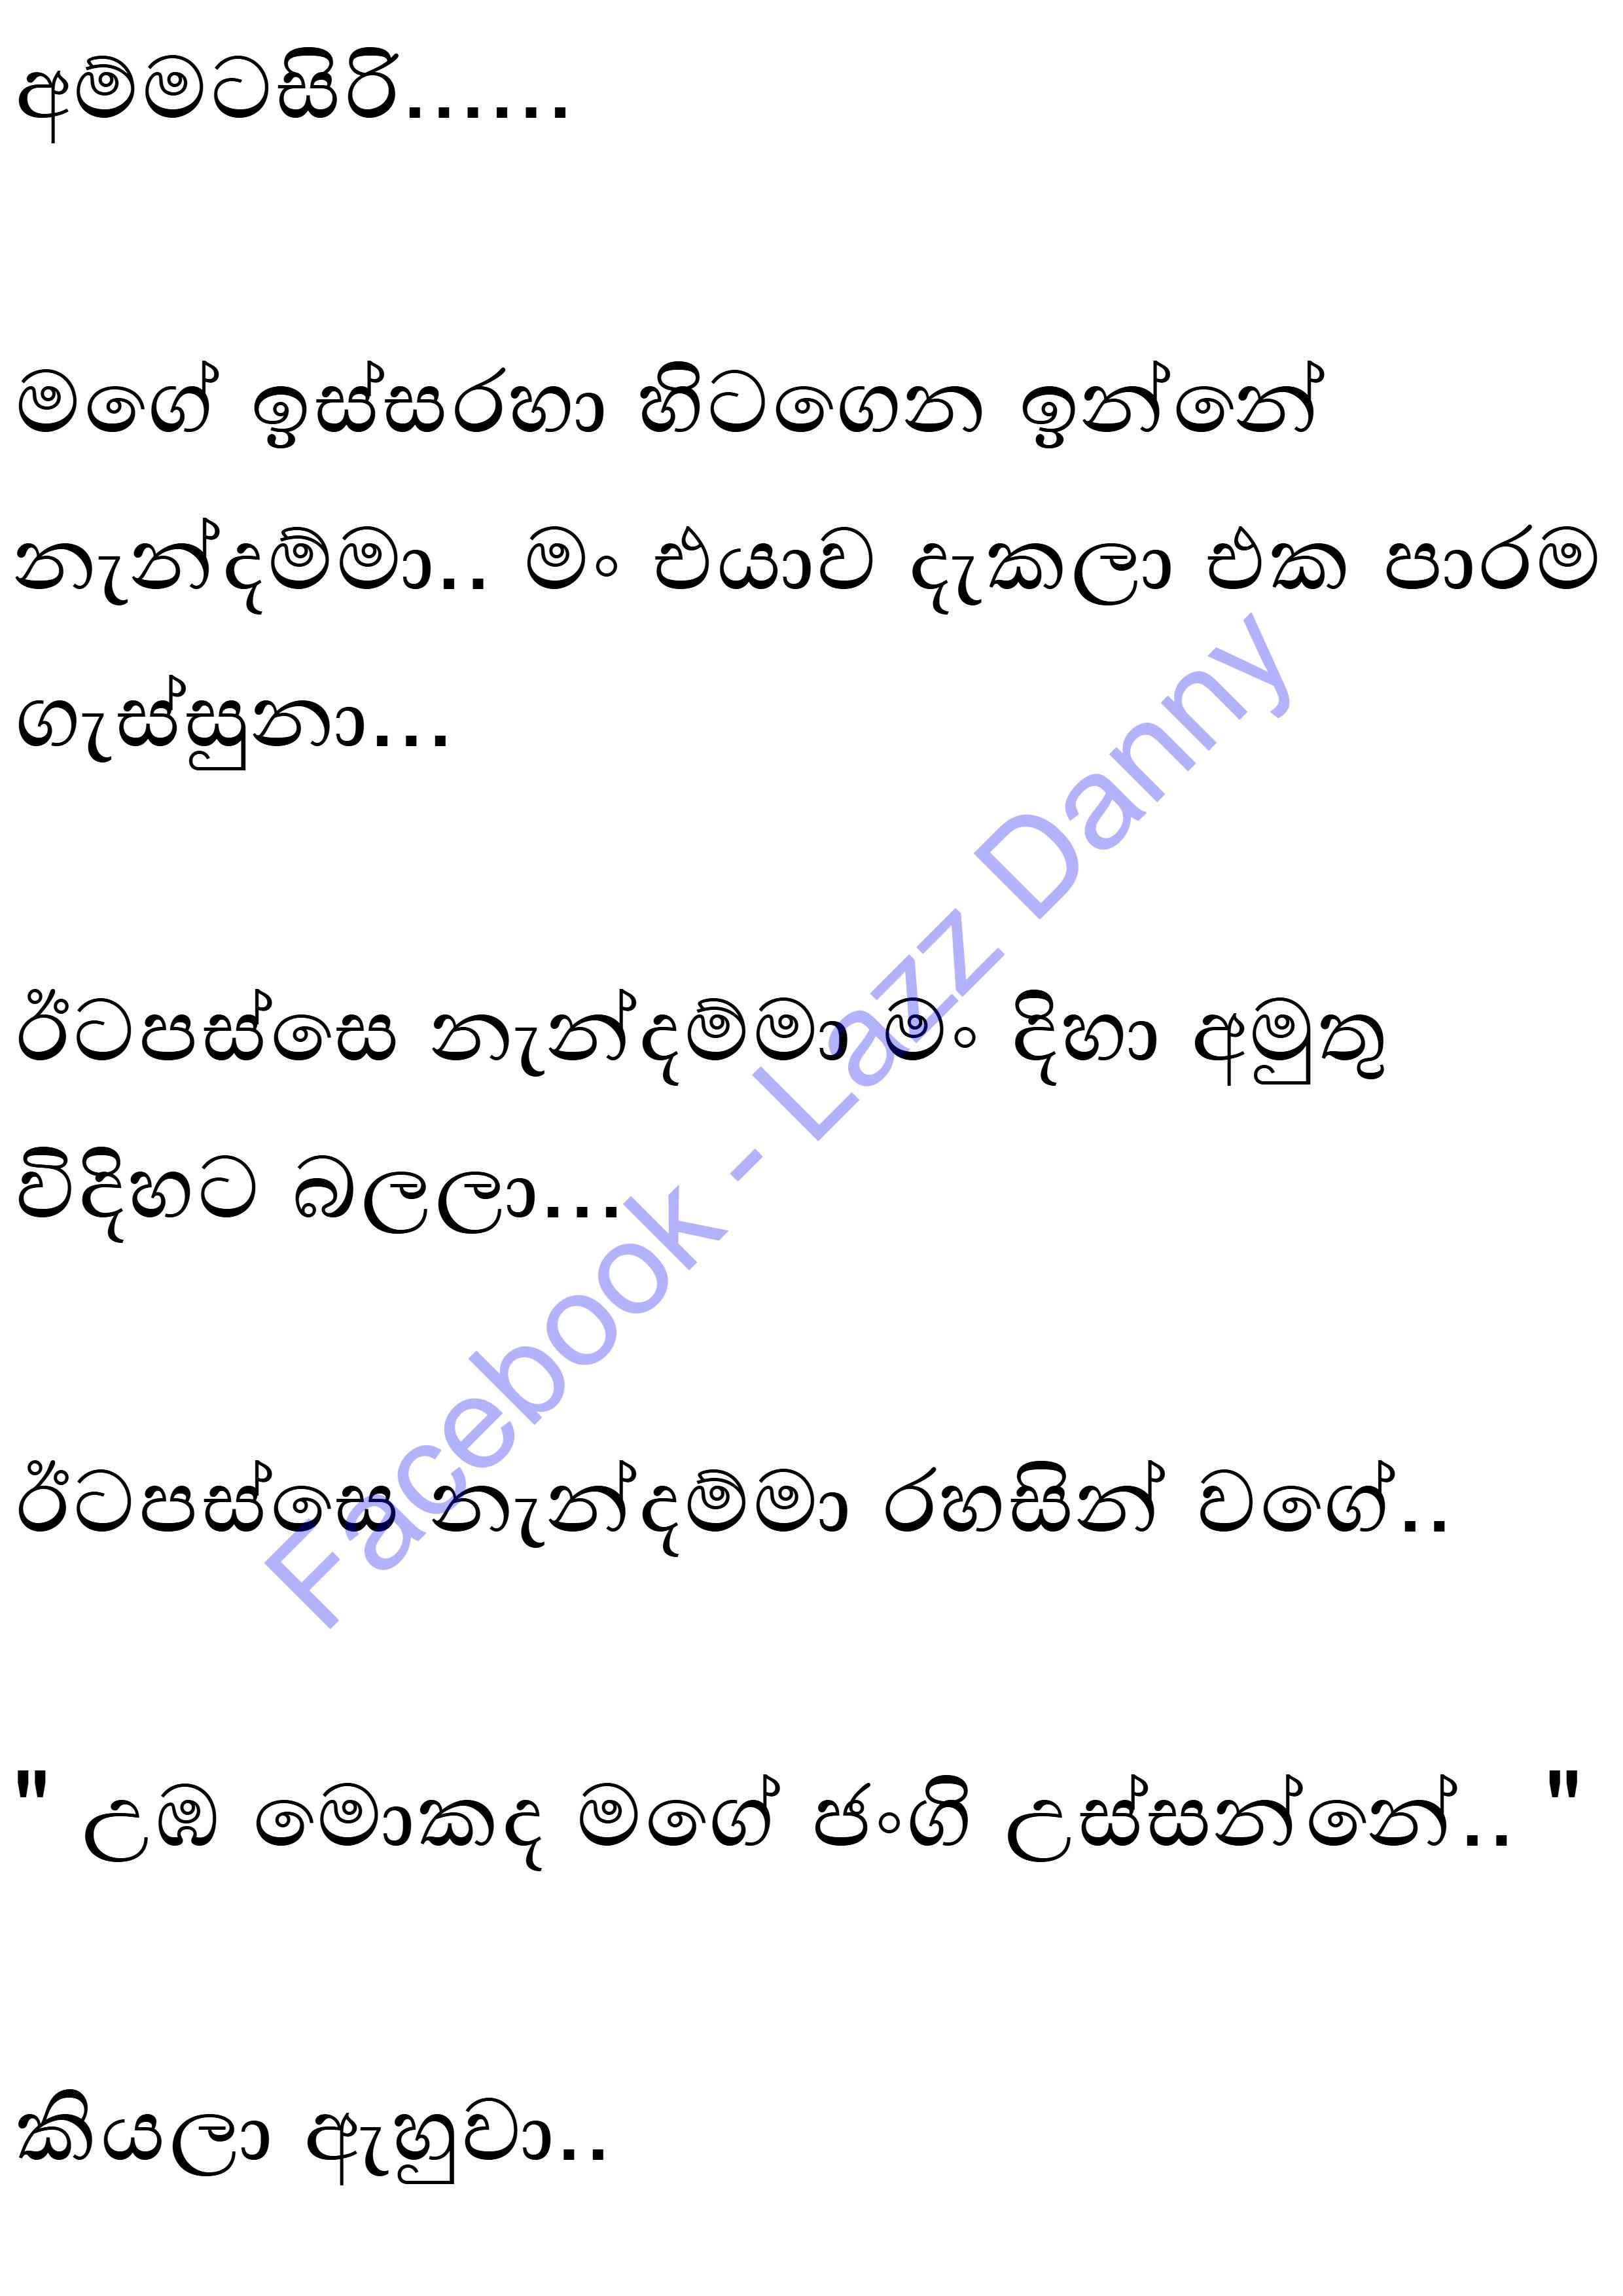 අම්මටසිරි......
මගේ ඉස්සරහා හිටගෙන ඉන්නේ
නැන්දම්මා.. මං එයාව දැකලා එක පාරම
ගැස්සුනා...
ඊටපස්සෙ නැන්දම්මා මං දිහා අමුතු
විදිහට බලලා...
ඊටපස්සෙ නැන්දම්මා රහසින් වගේ..
" උඹ මොකද මගේ ජංගි උස්සන්නේ.. "
කියලා ඇහුවා..
Facebook - Lazz Danny